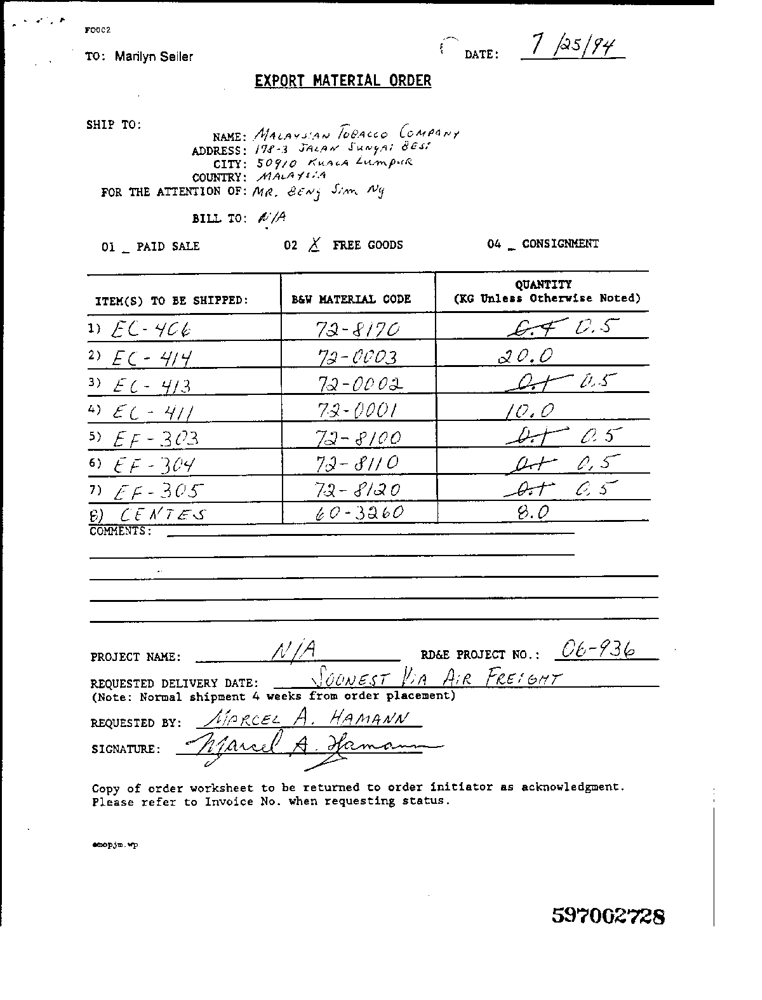 F0002
TO: Marilyn Seiler
DATE: 7/25/94
EXPORT MATERIAL ORDER
SHIP TO:
NAME: MALAYSIAN TOBACCO COMPANY
ADDRESS: 178-3 JALAN SUNGAI BESI
CITY: 50910 KUALA LUMPUR
COUNTRY: MALAYSIA
FOR THE ATTENTION OF: MR. BENJ Sim Ng
BILL TO: N/A
01 _ PAID SALE 02 X FREE GOODS 04 _ CONSIGNMENT
ITEM(S) TO BE SHIPPED: B&W MATERIAL CODE QUANTITY
(KG Unless Otherwise Noted)
1) EC-406 72-8170 0.4 0.5
2) EC-414 72-0003 20.0
3) EC-413 72-0002 0.1 0.5
4) EC-411 72-0001 10.0
5) EF-303 72-8100 0.1 0.5
6) EF-304 72-8110 0.1 0.5
7) EF-305 72-8120 0.1 0.5
8) CENTES 60-3260 8.0
COMMENTS:
PROJECT NAME: N/A RD&E PROJECT NO.: 06-936
REQUESTED DELIVERY DATE: SOONEST VIA AIR FREIGHT
(Note: Normal shipment 4 weeks from order placement)
REQUESTED BY: MARCEL A. HAMANN
SIGNATURE: Marcel A. Hamann
Copy of order worksheet to be returned to order initiator as acknowledgment.
Please refer to Invoice No. when requesting status.
emopjm.wp
597002728